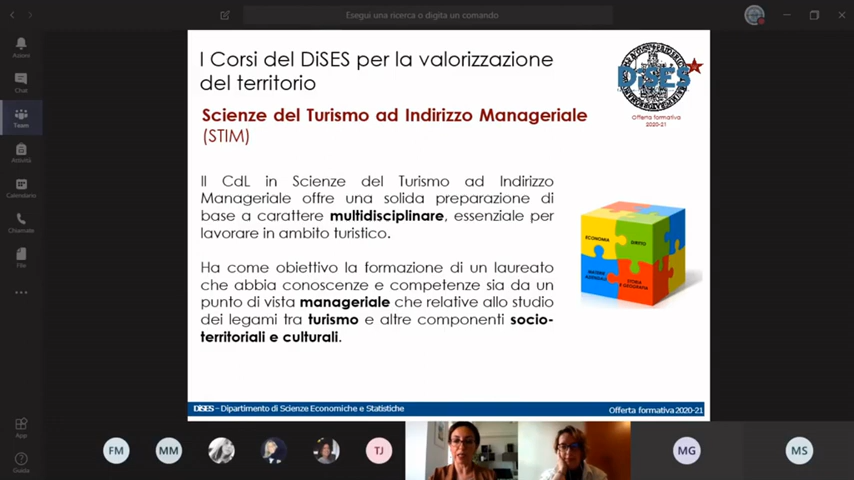 Esegui una ricerca o digita un comando
Azioni
Chat
Team
Attività
Calendario
Chiamate
File
App
Guida
I Corsi del DiSES per la valorizzazione
del territorio
Scienze del Turismo ad Indirizzo Manageriale
(STIM)
DiSES
Offerta formativa
2020-21
Il CdL in Scienze del Turismo ad Indirizzo
Manageriale offre una solida preparazione di
base a carattere multidisciplinare, essenziale per
lavorare in ambito turistico.
Ha come obiettivo la formazione di un laureato
che abbia conoscenze e competenze sia da un
punto di vista manageriale che relative allo studio
dei legami tra turismo e altre componenti socio-
territoriali e culturali.
ECONOMIA
DIRITTO
STORIA
E GEOGRAFIA
DiSES – Dipartimento di Scienze Economiche e Statistiche
Offerta formativa 2020-21
FM
MM
TJ
MG
MS